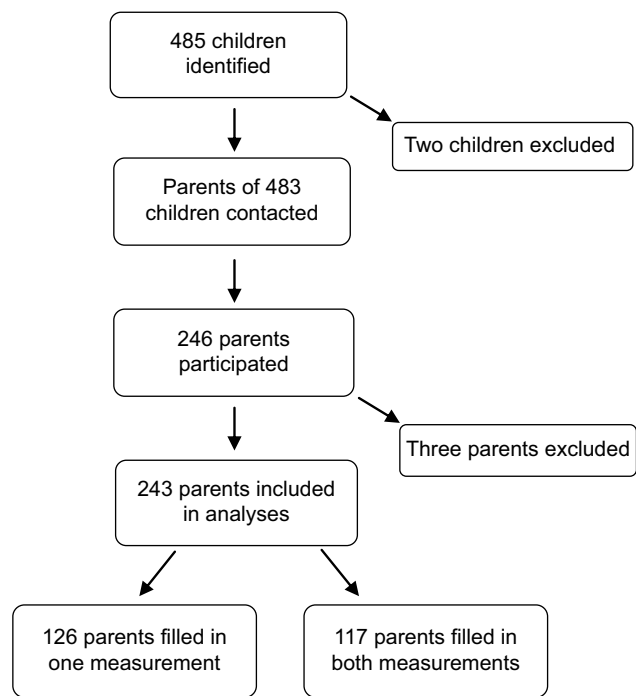 485 children
identified
Two children excluded
Parents of 483
children contacted
246 parents
participated
Three parents excluded
243 parents included
in analyses
126 parents filled in
one measurement
117 parents filled in
both measurements